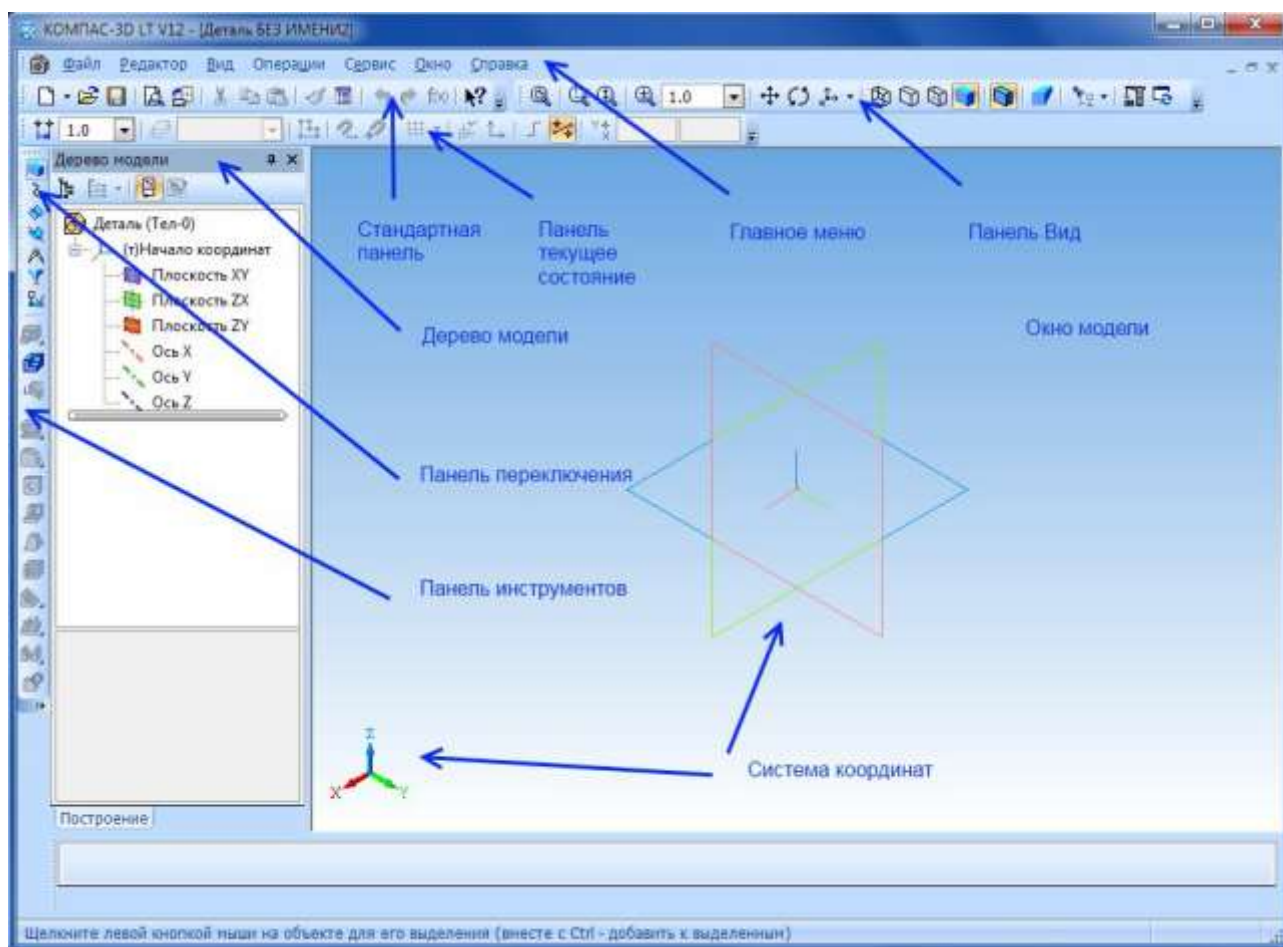 КОМПАС-3D LT V12 - [Деталь БЕЗ ИМЕНИ2]
Файл Редактор Вид Операции Сервис Окно Справка
1.0
1.0
Дерево модели
Деталь (Тел-0)
(т)Начало координат
Плоскость XY
Плоскость ZX
Плоскость ZY
Ось X
Ось Y
Ось Z
Стандартная
панель
Панель
текущее
состояние
Главное меню
Панель Вид
Дерево модели
Окно модели
Панель переключения
Панель инструментов
Система координат
Z
X
Y
Построение
Щелкните левой кнопкой мыши на объекте для его выделения (вместе с Ctrl - добавить к выделенным)